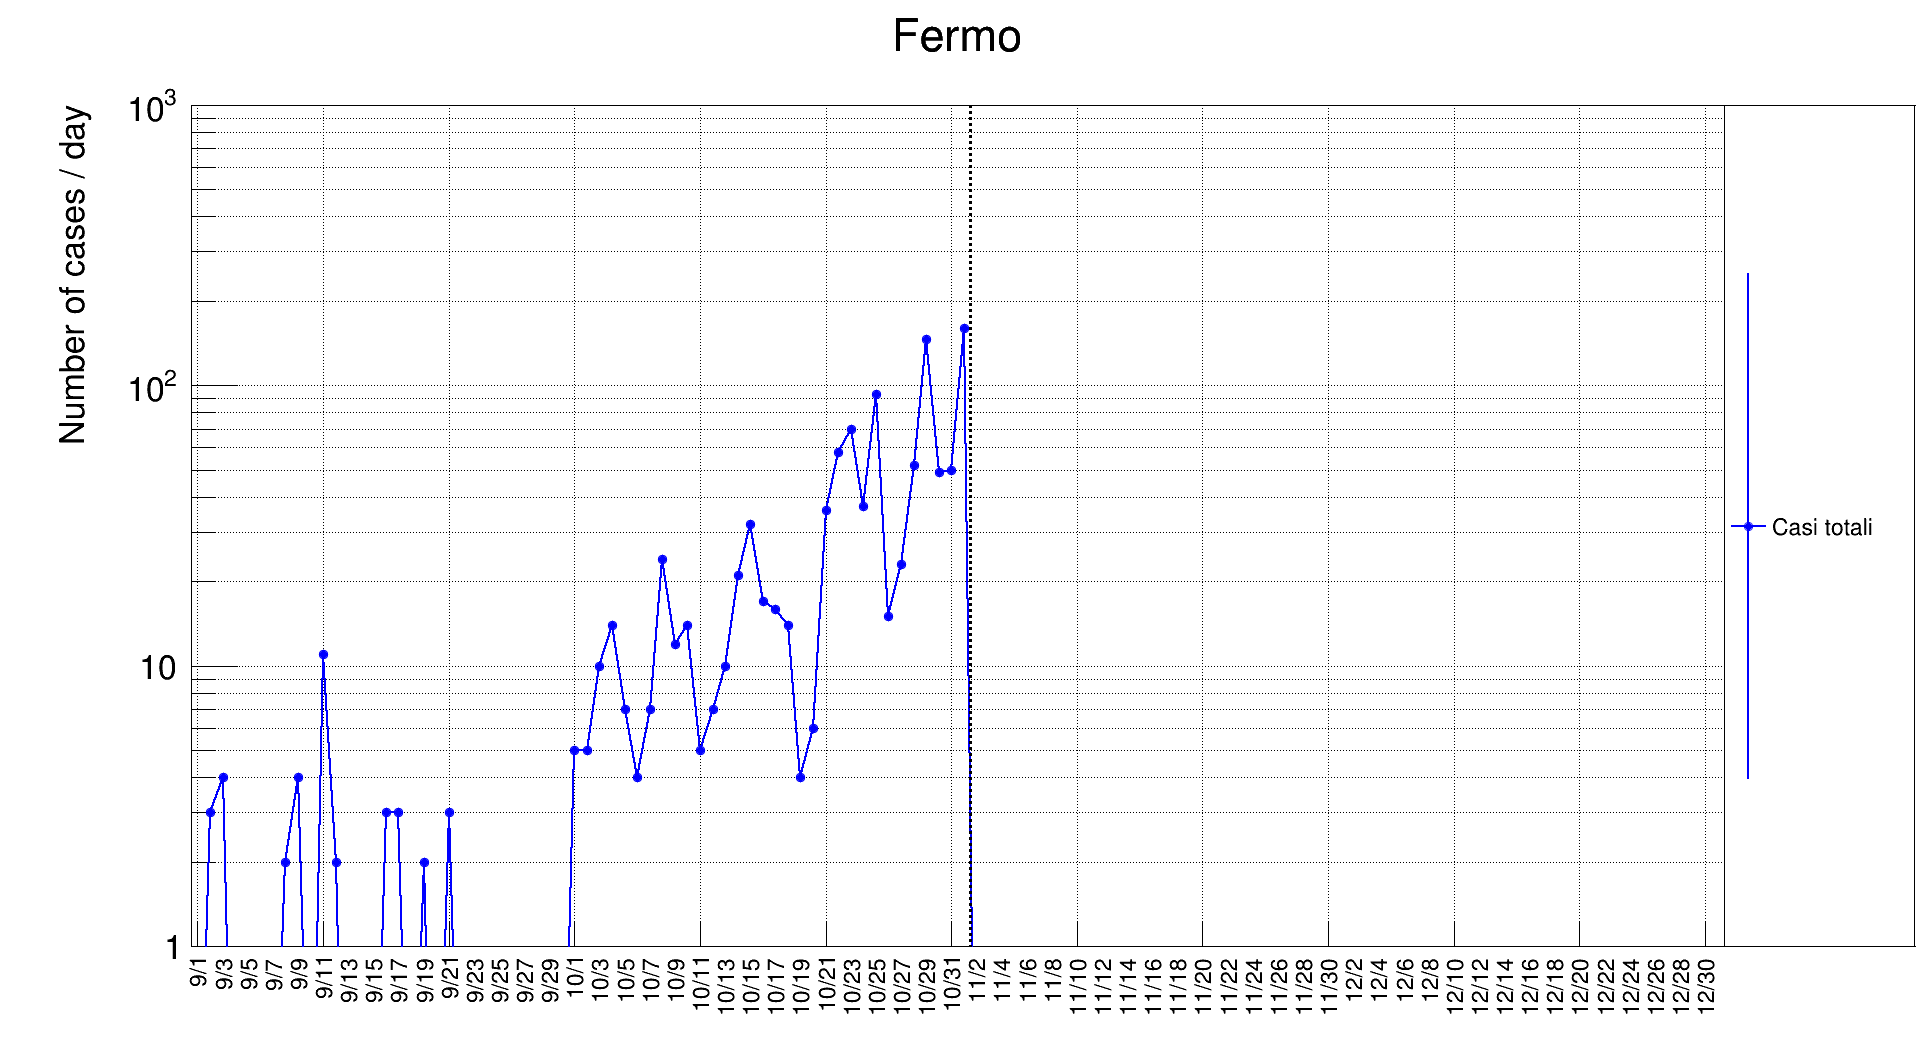 Fermo
Number of cases / day
10³
10²
10
1
9/1 9/3 9/5 9/7 9/9 9/11 9/13 9/15 9/17 9/19 9/21 9/23 9/25 9/27 9/29 10/1 10/3 10/5 10/7 10/9 10/11 10/13 10/15 10/17 10/19 10/21 10/23 10/25 10/27 10/29 10/31 11/2 11/4 11/6 11/8 11/10 11/12 11/14 11/16 11/18 11/20 11/22 11/24 11/26 11/28 11/30 12/2 12/4 12/6 12/8 12/10 12/12 12/14 12/16 12/18 12/20 12/22 12/24 12/26 12/28 12/30
Casi totali